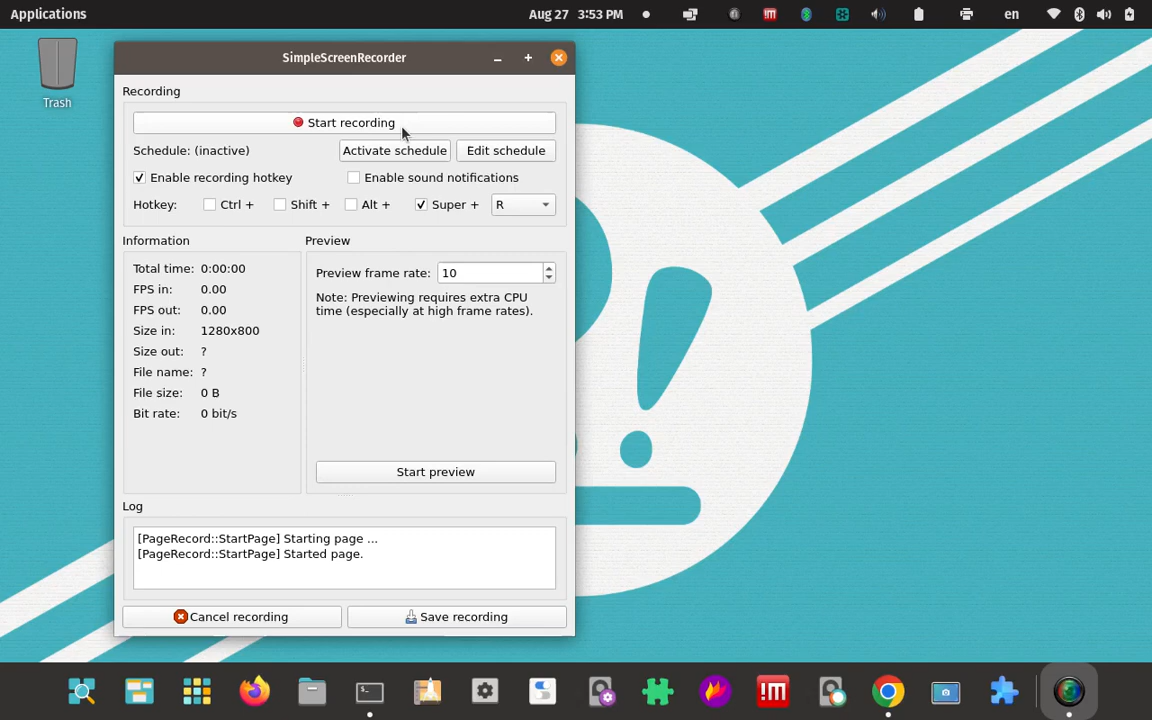 Applications
Aug 27 3:53 PM
en
Trash
SimpleScreenRecorder
Recording
Start recording
Schedule: (inactive)
Activate schedule
Edit schedule
Enable recording hotkey
Enable sound notifications
Hotkey:
Ctrl +
Shift +
Alt +
Super +
R
Information
Total time: 0:00:00
FPS in: 0.00
FPS out: 0.00
Size in: 1280x800
Size out: ?
File name: ?
File size: 0 B
Bit rate: 0 bit/s
Preview
Preview frame rate: 10
Note: Previewing requires extra CPU
time (especially at high frame rates).
Start preview
Log
[PageRecord::StartPage] Starting page ...
[PageRecord::StartPage] Started page.
Cancel recording
Save recording
!M